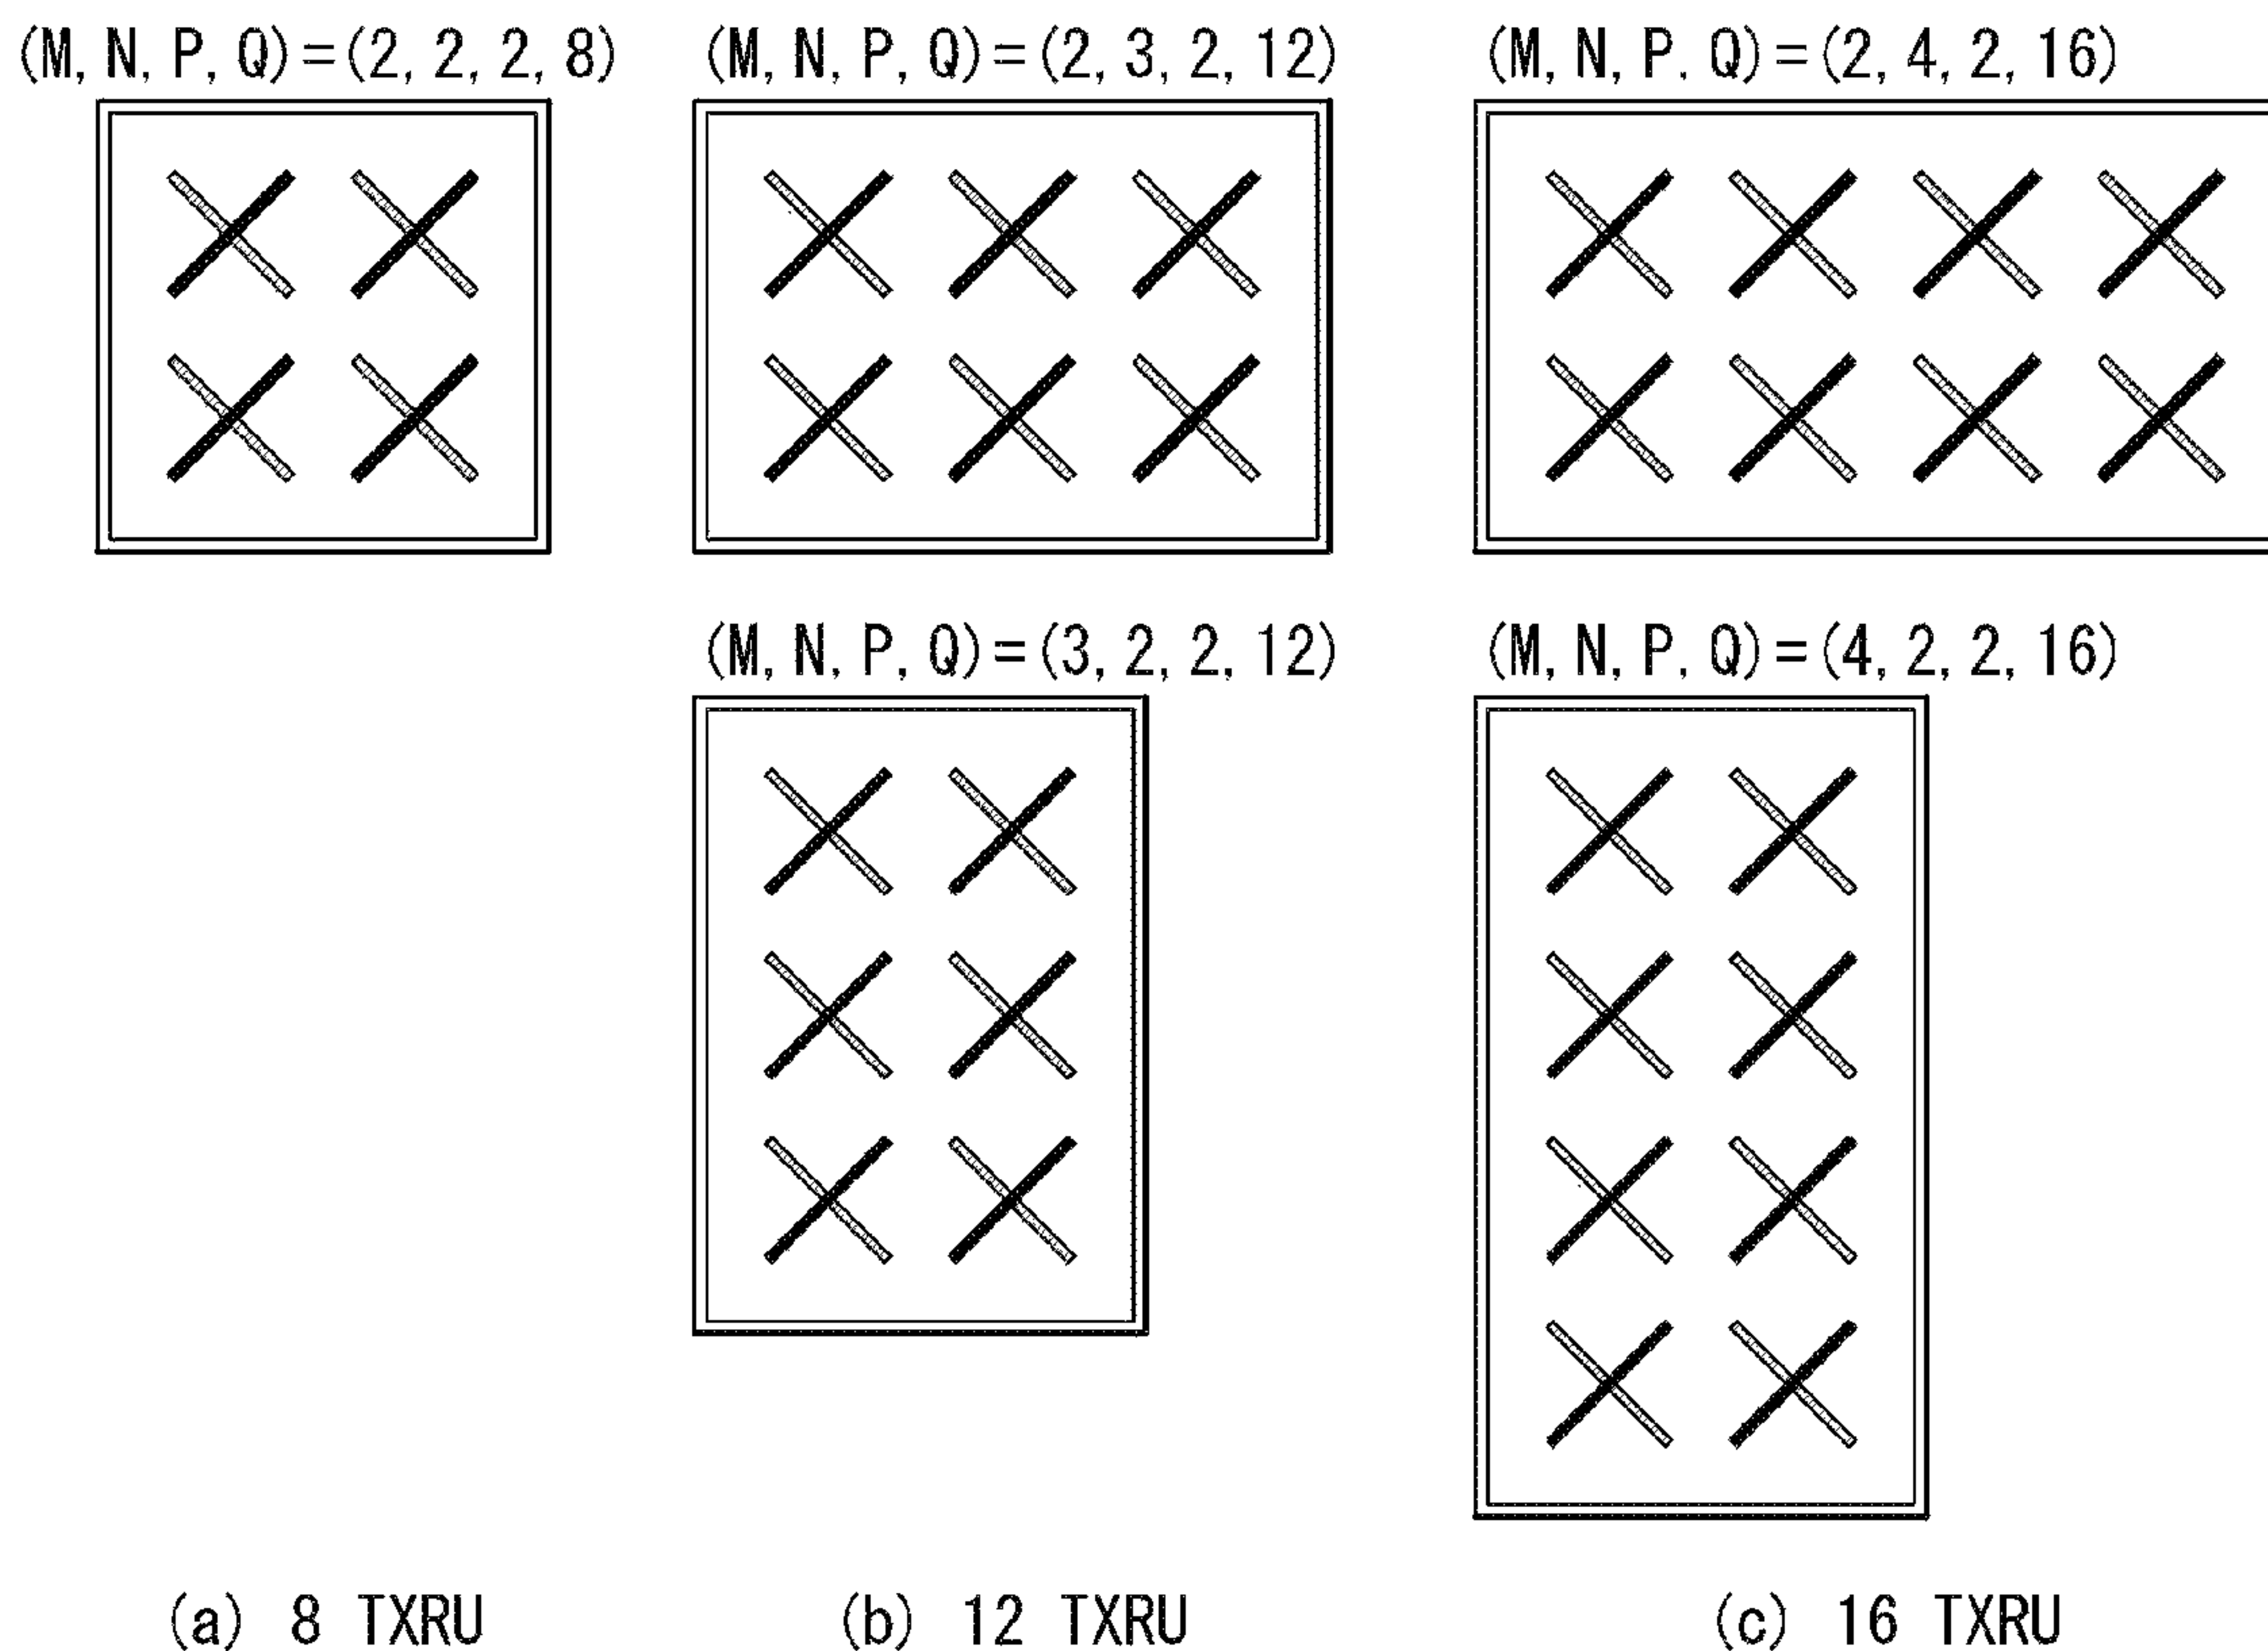 (M, N, P, Q)=(2, 2, 2, 8)
(M, N, P, Q)=(2, 3, 2, 12)
(M, N, P, Q)=(2, 4, 2, 16)
(M, N, P, Q)=(3, 2, 2, 12)
(M, N, P, Q)=(4, 2, 2, 16)
(a) 8 TXRU
(b) 12 TXRU
(c) 16 TXRU